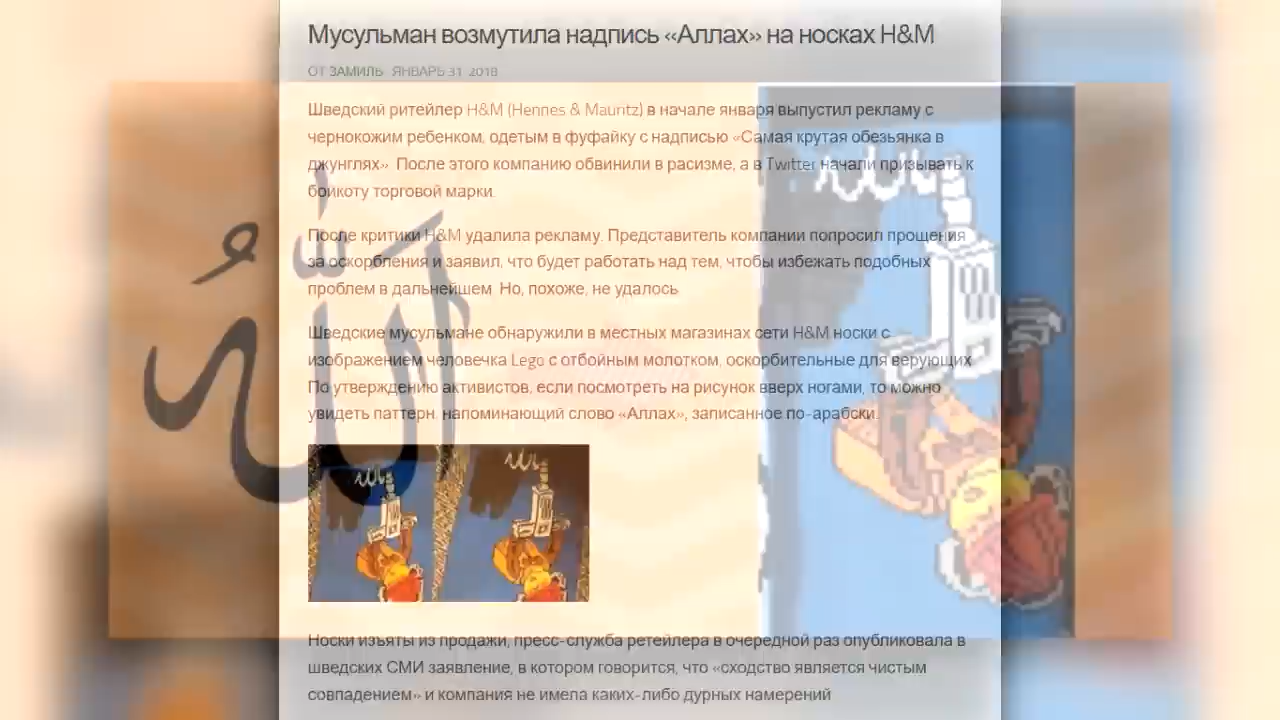 Мусульман возмутила надпись «Аллах» на носках H&M
ОТ ЗАМИЛЬ · ЯНВАРЬ 31, 2018
Шведский ритейлер H&M (Hennes & Mauritz) в начале января выпустил рекламу с
чернокожим ребенком, одетым в фуфайку с надписью «Самая крутая обезьянка в
джунглях». После этого компанию обвинили в расизме, а в Twitter начали призывать к
бойкоту торговой марки.
После критики H&M удалила рекламу. Представитель компании попросил прощения
за оскорбления и заявил, что будет работать над тем, чтобы избежать подобных
проблем в дальнейшем. Но, похоже, не удалось.
Шведские мусульмане обнаружили в местных магазинах сети H&M носки с
изображением человечка Lego с отбойным молотком, оскорбительные для верующих.
По утверждению активистов, если посмотреть на рисунок вверх ногами, то можно
увидеть паттерн, напоминающий слово «Аллах», записанное по-арабски.
اللّٰهُ
Носки изъяты из продажи, пресс-служба ретейлера в очередной раз опубликовала в
шведских СМИ заявление, в котором говорится, что «сходство является чистым
совпадением» и компания не имела каких-либо дурных намерений